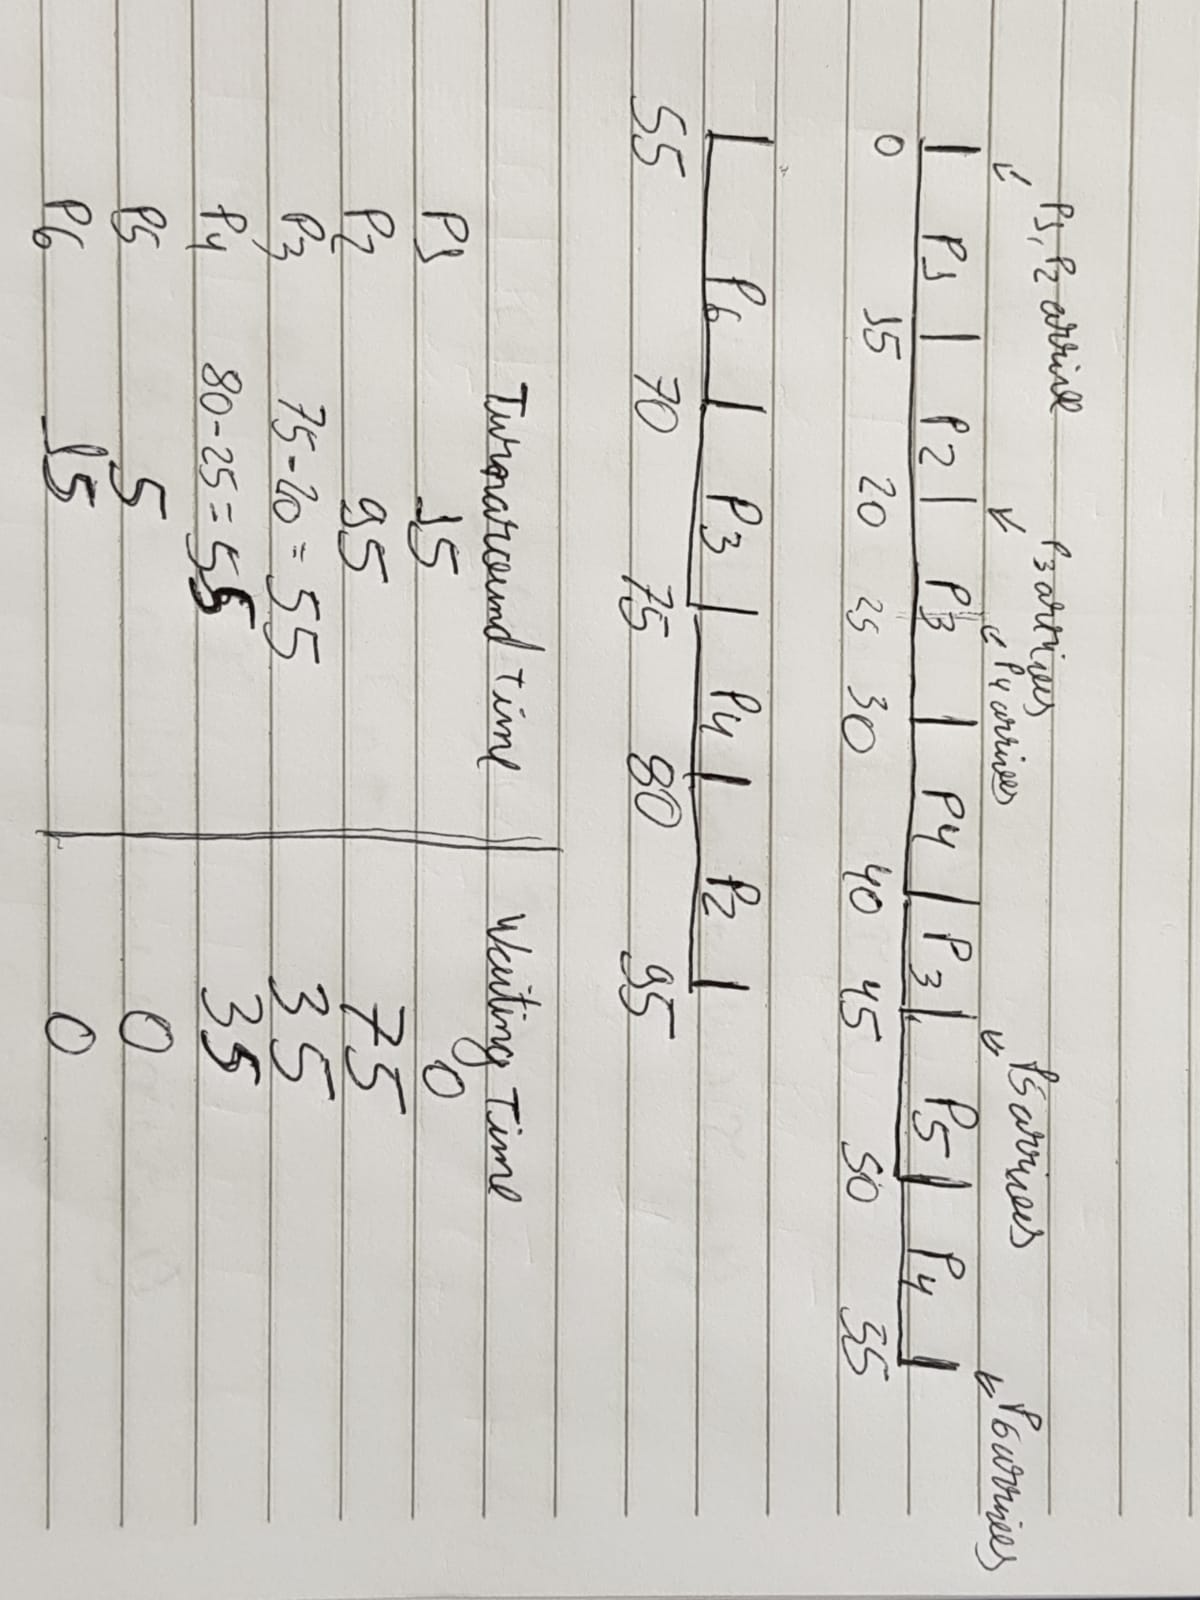 P1, P2 arrive P3 arrives P5 arrives P6 arrives
P4 arrives
P1 P2 P3 P4 P3 P5 P4
0 15 20 25 30 40 45 50 55
P6 P3 P4 P2
55 70 75 80 95
Turnaround time Waiting Time
P1 15 0
P2 95 75
P3 75-20 = 55 35
P4 80-25 = 55 35
P5 5 0
P6 15 0